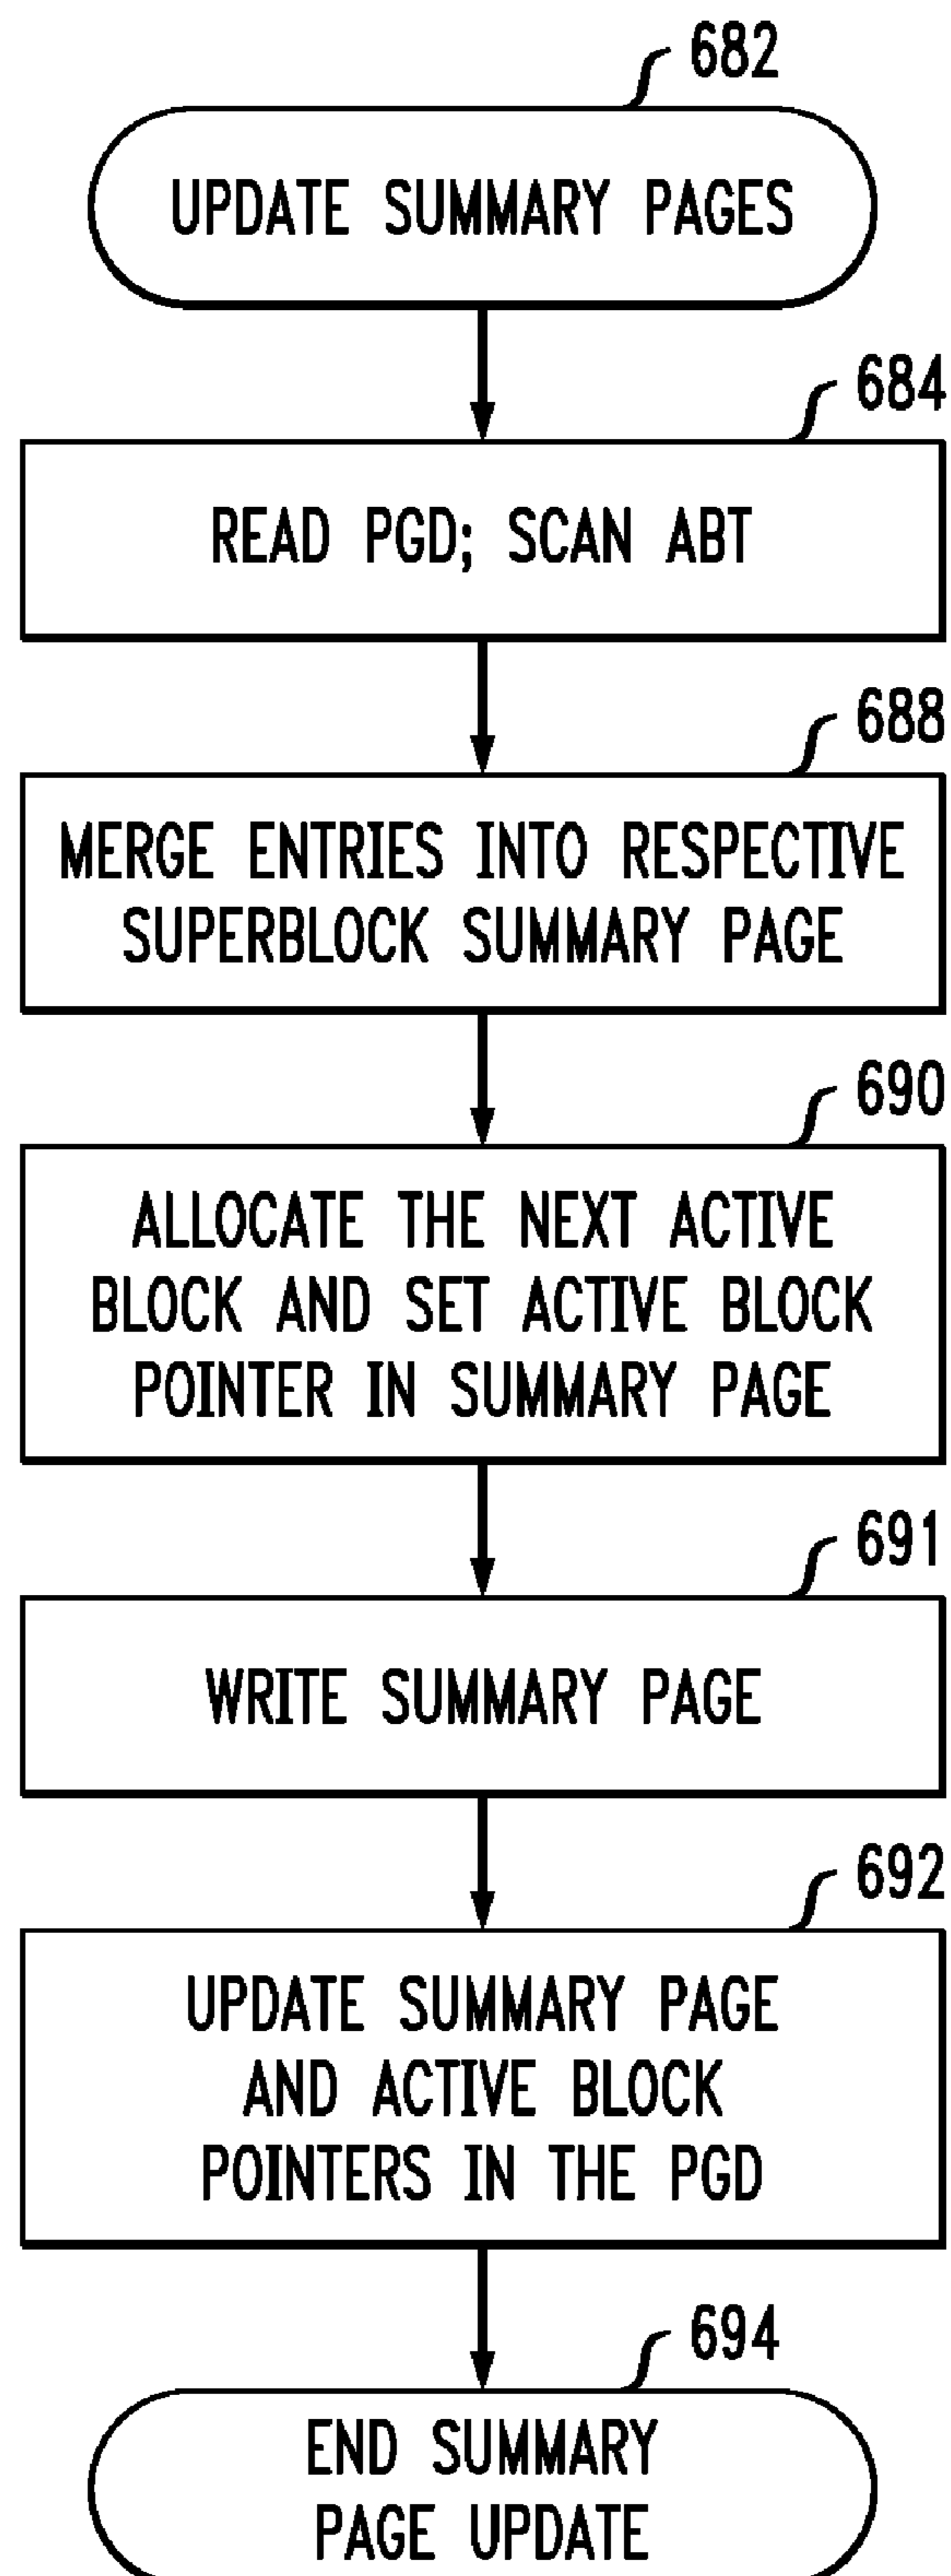 682
UPDATE SUMMARY PAGES
684
READ PGD; SCAN ABT
688
MERGE ENTRIES INTO RESPECTIVE
SUPERBLOCK SUMMARY PAGE
690
ALLOCATE THE NEXT ACTIVE
BLOCK AND SET ACTIVE BLOCK
POINTER IN SUMMARY PAGE
691
WRITE SUMMARY PAGE
692
UPDATE SUMMARY PAGE
AND ACTIVE BLOCK
POINTERS IN THE PGD
694
END SUMMARY
PAGE UPDATE